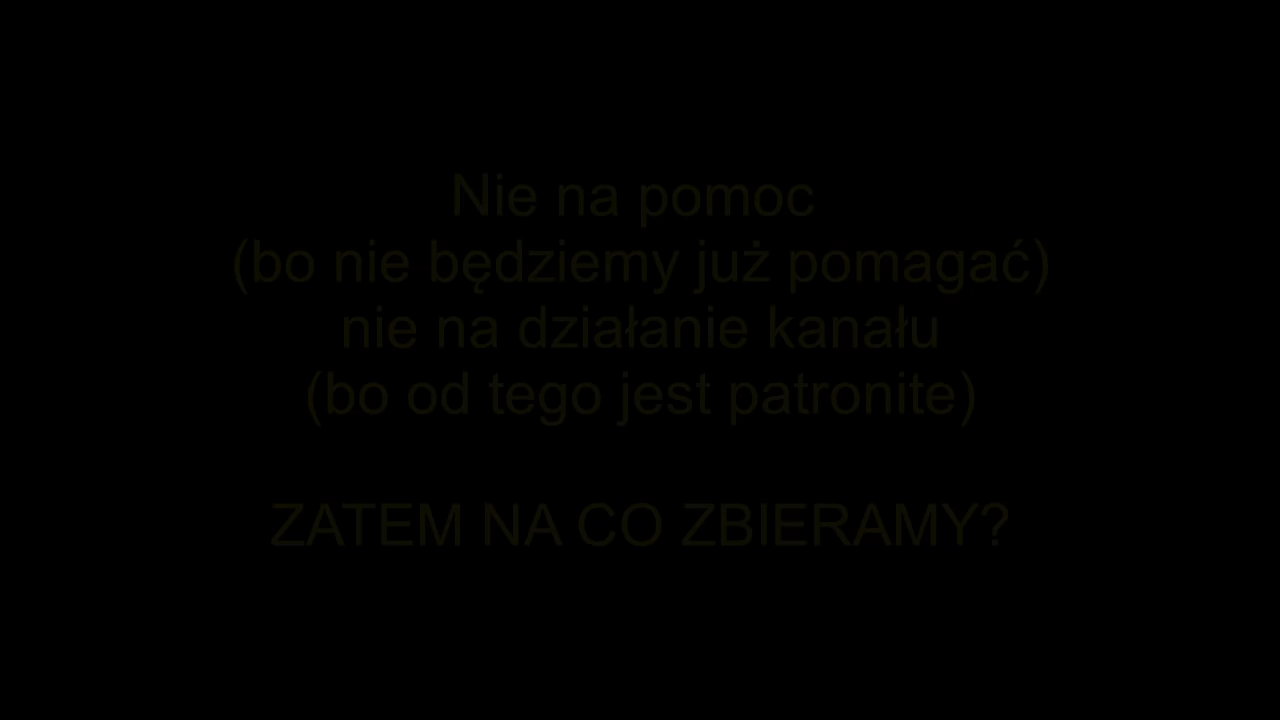 Nie na pomoc
(bo nie będziemy już pomagać)
nie na działanie kanału
(bo od tego jest patronite)
ZATEM NA CO ZBIERAMY?